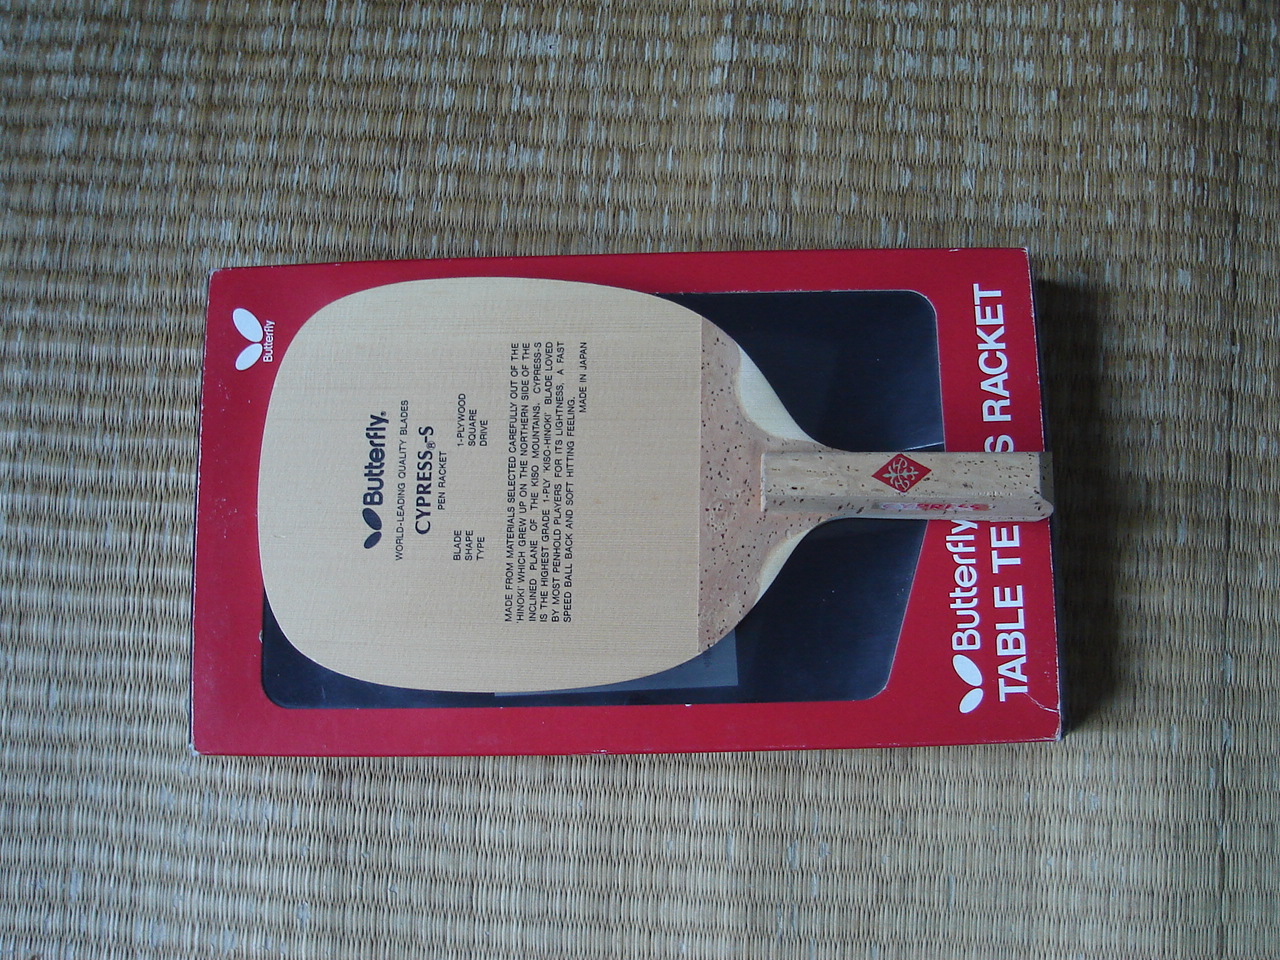 Butterfly
Butterfly®
WORLD-LEADING QUALITY BLADES
CYPRESS®-S
PEN RACKET
BLADE 1-PLYWOOD
SHAPE SQUARE
TYPE DRIVE
MADE FROM MATERIALS SELECTED CAREFULLY OUT OF THE
'HINOKI' WHICH GREW UP ON THE NORTHERN SIDE OF THE
INCLINED PLANE OF THE KISO MOUNTAINS, CYPRESS-S
IS THE HIGHEST GRADE 1-PLY 'KISO-HINOKI' BLADE LOVED
BY MOST PENHOLD PLAYERS FOR ITS LIGHTNESS, A FAST
SPEED BALL BACK AND SOFT HITTING FEELING.
MADE IN JAPAN
CYPRESS
Butterfly
TABLE TE S RACKET